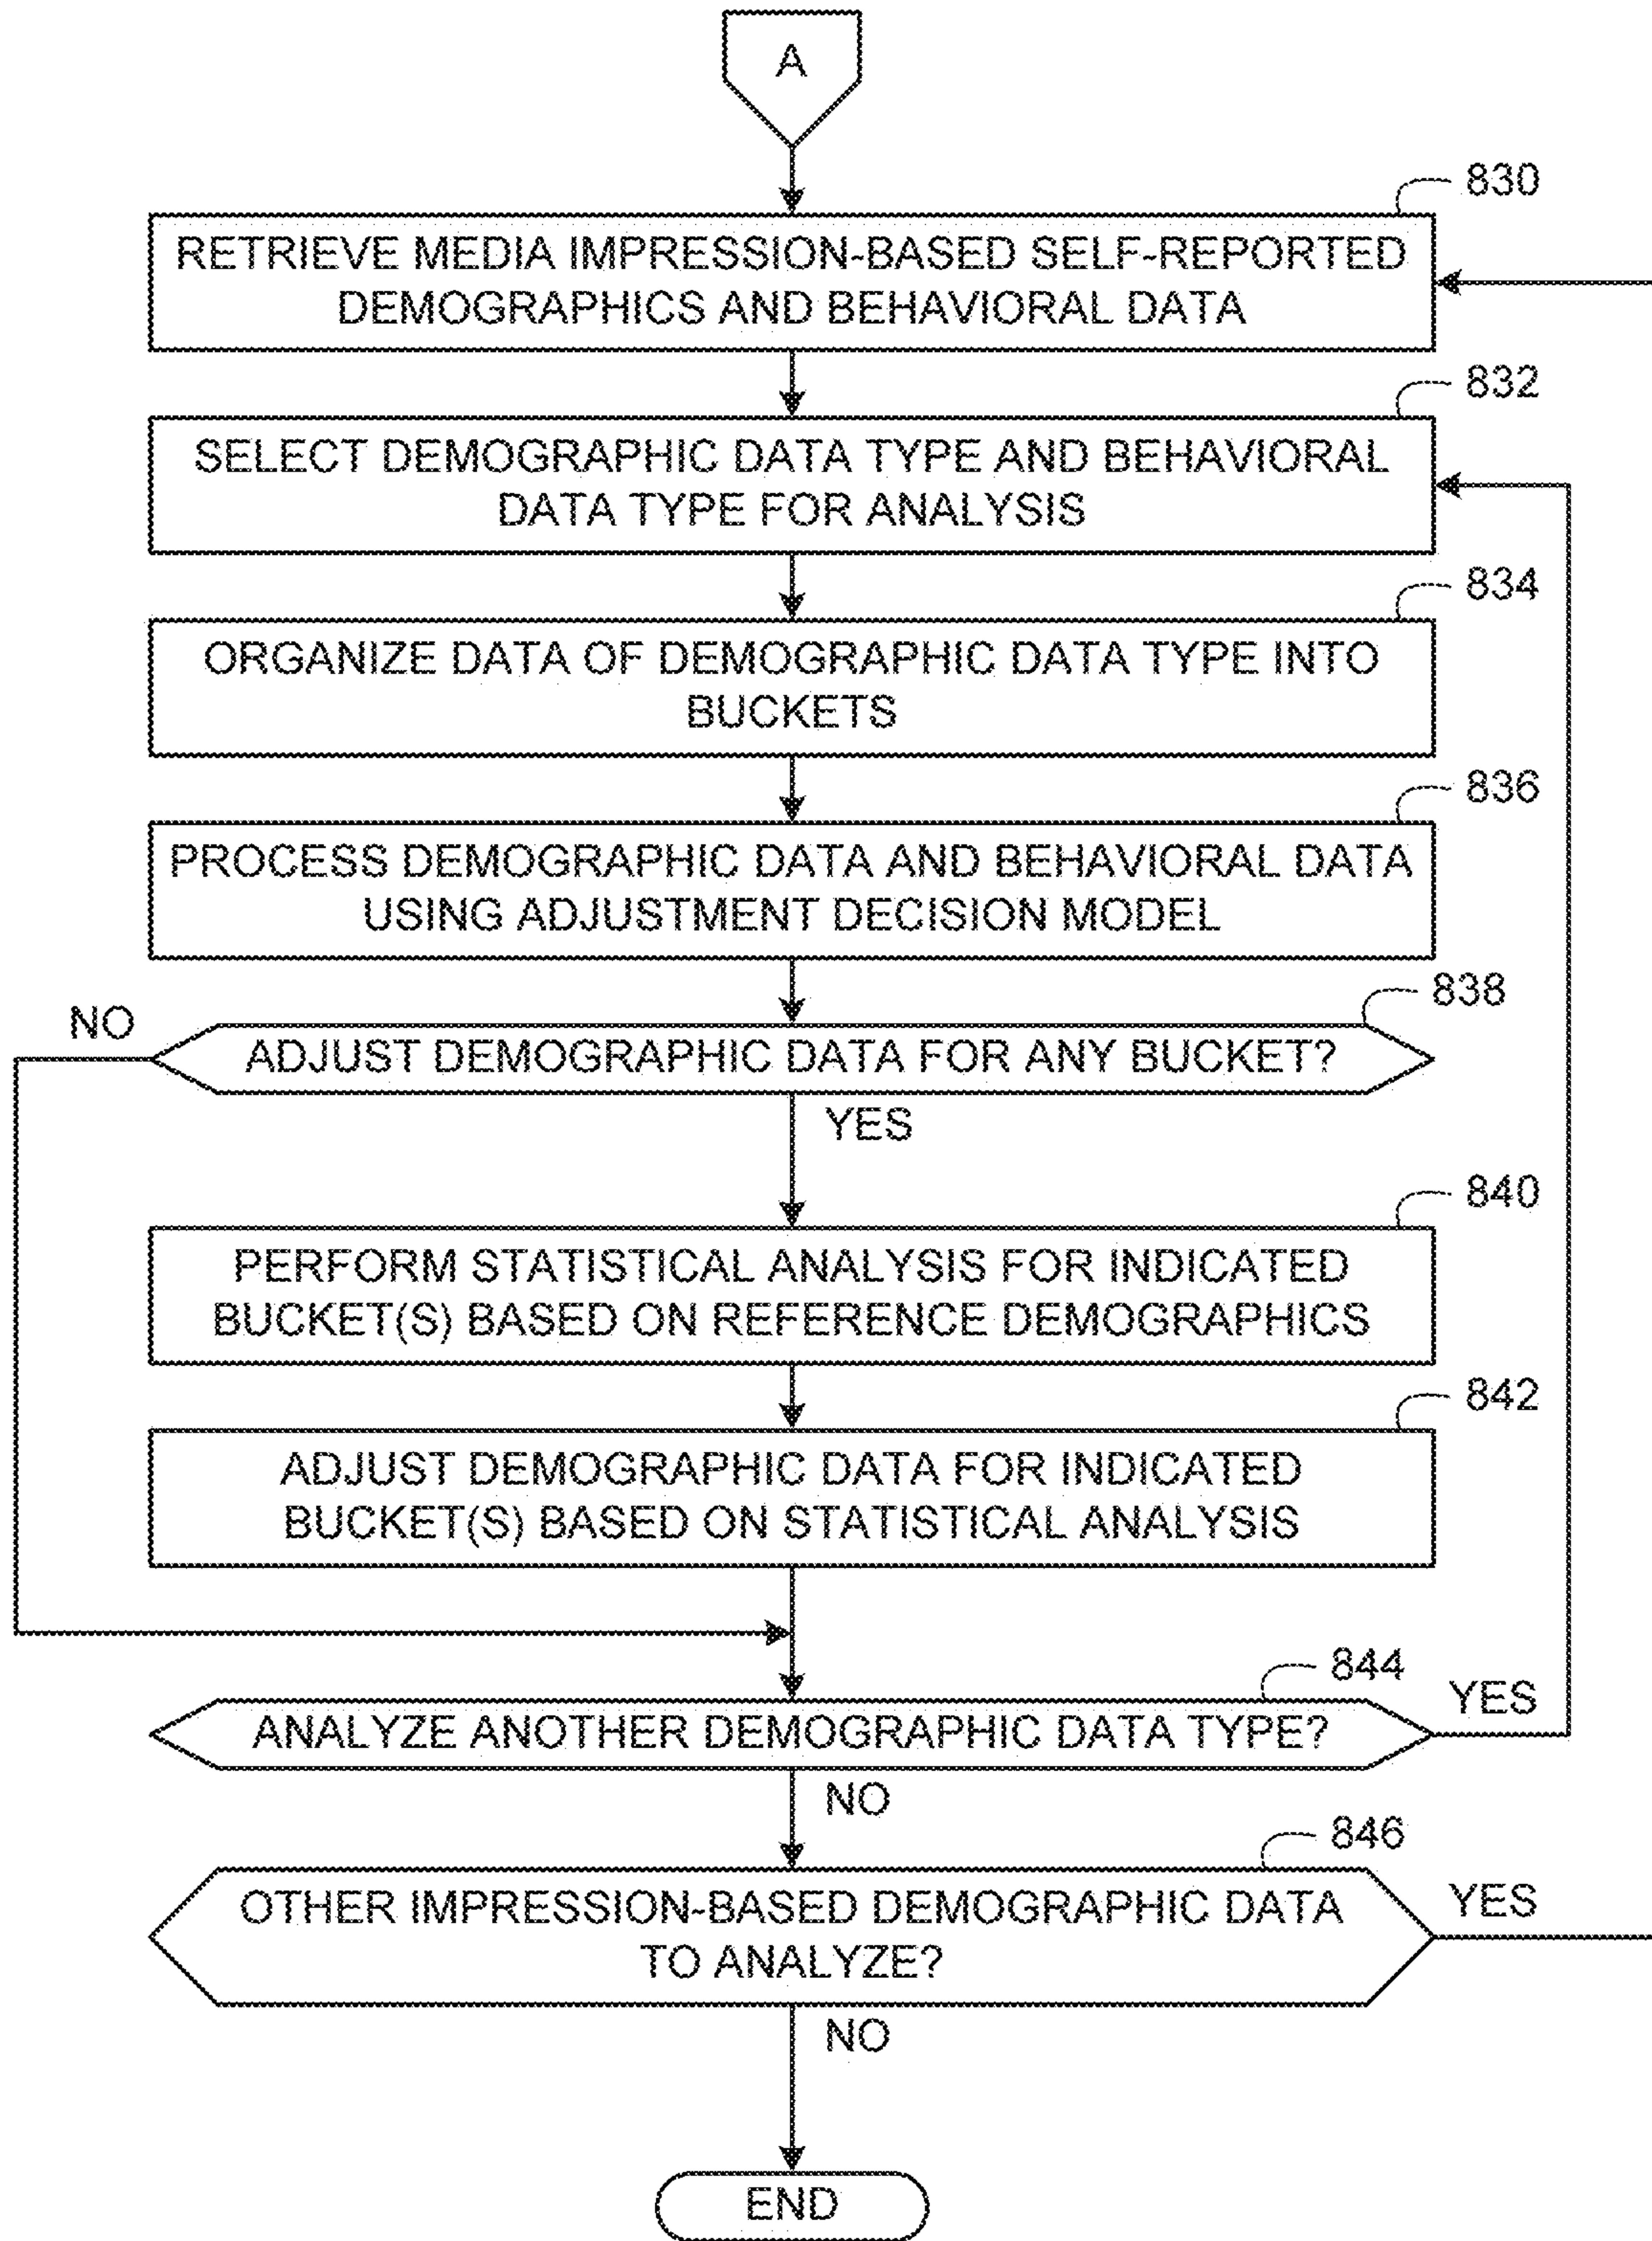 A
830
RETRIEVE MEDIA IMPRESSION-BASED SELF-REPORTED
DEMOGRAPHICS AND BEHAVIORAL DATA
832
SELECT DEMOGRAPHIC DATA TYPE AND BEHAVIORAL
DATA TYPE FOR ANALYSIS
834
ORGANIZE DATA OF DEMOGRAPHIC DATA TYPE INTO
BUCKETS
836
PROCESS DEMOGRAPHIC DATA AND BEHAVIORAL DATA
USING ADJUSTMENT DECISION MODEL
838
NO
ADJUST DEMOGRAPHIC DATA FOR ANY BUCKET?
YES
840
PERFORM STATISTICAL ANALYSIS FOR INDICATED
BUCKET(S) BASED ON REFERENCE DEMOGRAPHICS
842
ADJUST DEMOGRAPHIC DATA FOR INDICATED
BUCKET(S) BASED ON STATISTICAL ANALYSIS
844
YES
ANALYZE ANOTHER DEMOGRAPHIC DATA TYPE?
NO
846
YES
OTHER IMPRESSION-BASED DEMOGRAPHIC DATA
TO ANALYZE?
NO
END